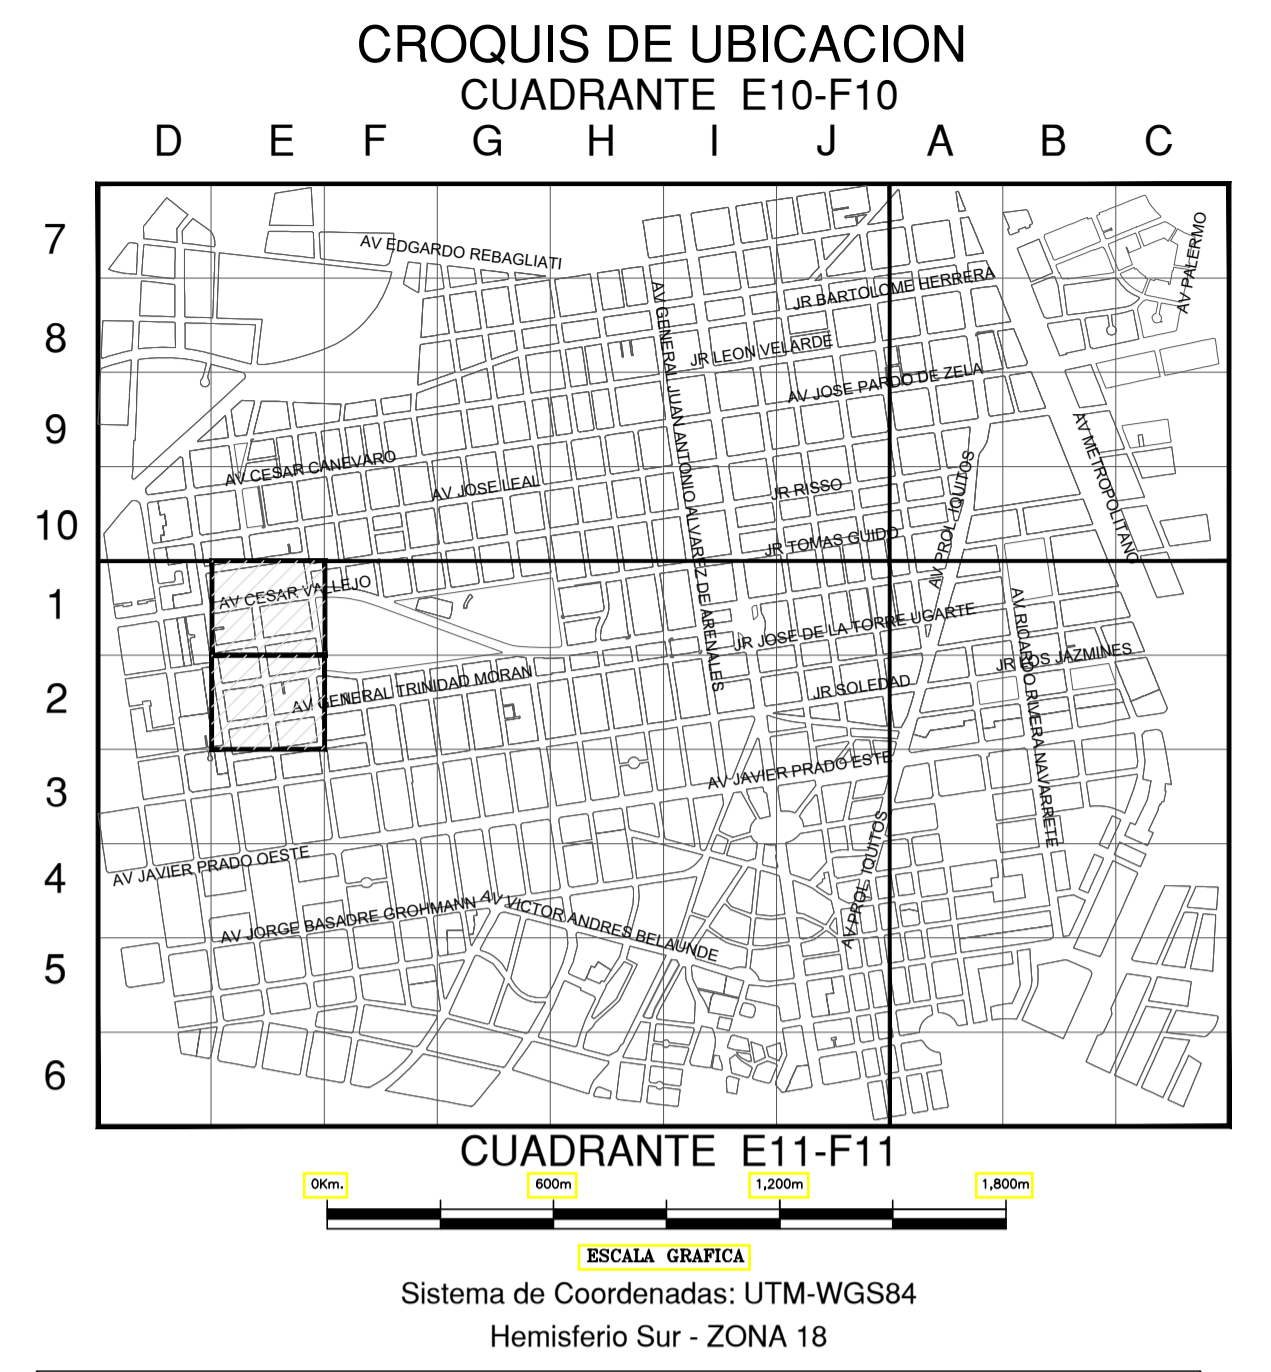 CROQUIS DE UBICACION
CUADRANTE E10-F10
D E F G H I J A B C
7
AV EDGARDO REBAGLIATI
AV PALERMO
JR BARTOLOME HERRERA
8
AV GENERAL JUAN ANTONIO ALVAREZ DE ARENALES
JR LEON VELARDE
AV JOSE PARDO DE ZELA
9
AV METROPOLITANO
AV CESAR CANEVARO
AV JOSE LEAL
JR RISSO
AV PROL IQUITOS
10
JR TOMAS GUIDO
1
AV CESAR VALLEJO
AV RICARDO RIVERA NAVARRETE
JR JOSE DE LA TORRE UGARTE
JR LOS JAZMINES
2
AV GENERAL TRINIDAD MORAN
JR SOLEDAD
3
AV JAVIER PRADO ESTE
AV PROL IQUITOS
4
AV JAVIER PRADO OESTE
AV JORGE BASADRE GROHMANN
AV VICTOR ANDRES BELAUNDE
5
6
CUADRANTE E11-F11
0Km. 600m 1,200m 1,800m
ESCALA GRAFICA
Sistema de Coordenadas: UTM-WGS84
Hemisferio Sur - ZONA 18